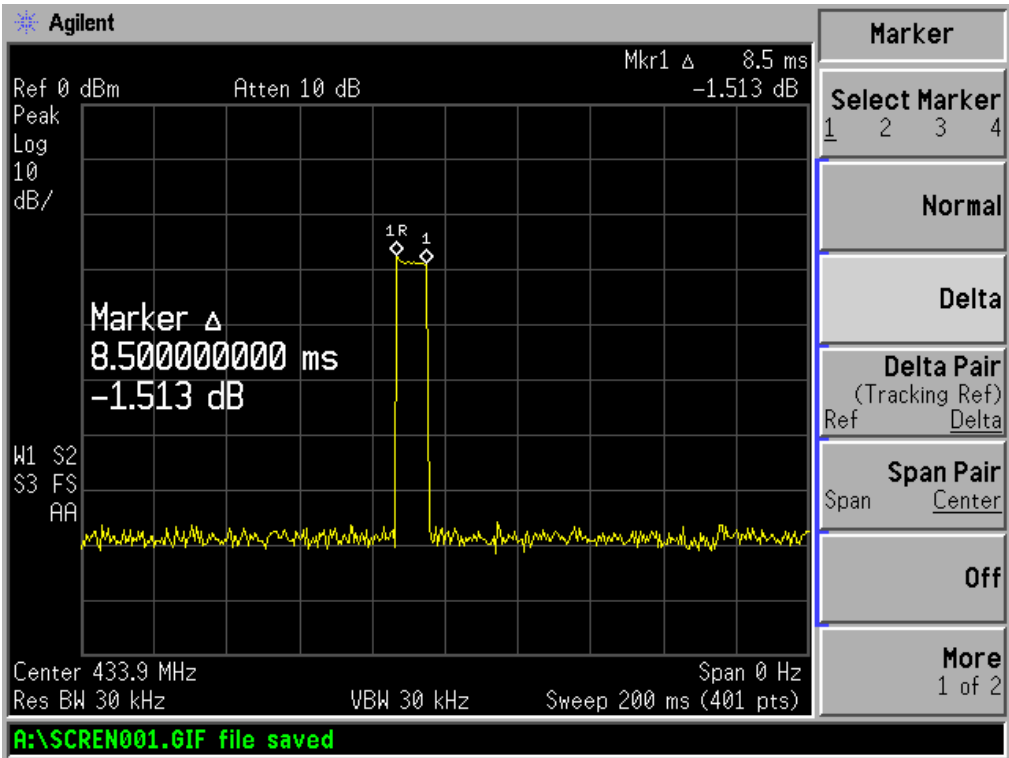 Agilent
Mkr1 Δ 8.5 ms
Ref 0 dBm Atten 10 dB -1.513 dB
Peak
Log
10
dB/
1R 1
Marker Δ
8.500000000 ms
-1.513 dB
W1 S2
S3 FS
AA
Center 433.9 MHz Span 0 Hz
Res BW 30 kHz VBW 30 kHz Sweep 200 ms (401 pts)
A:\SCREN001.GIF file saved
Marker
Select Marker
1 2 3 4
Normal
Delta
Delta Pair
(Tracking Ref)
Ref Delta
Span Pair
Span Center
Off
More
1 of 2